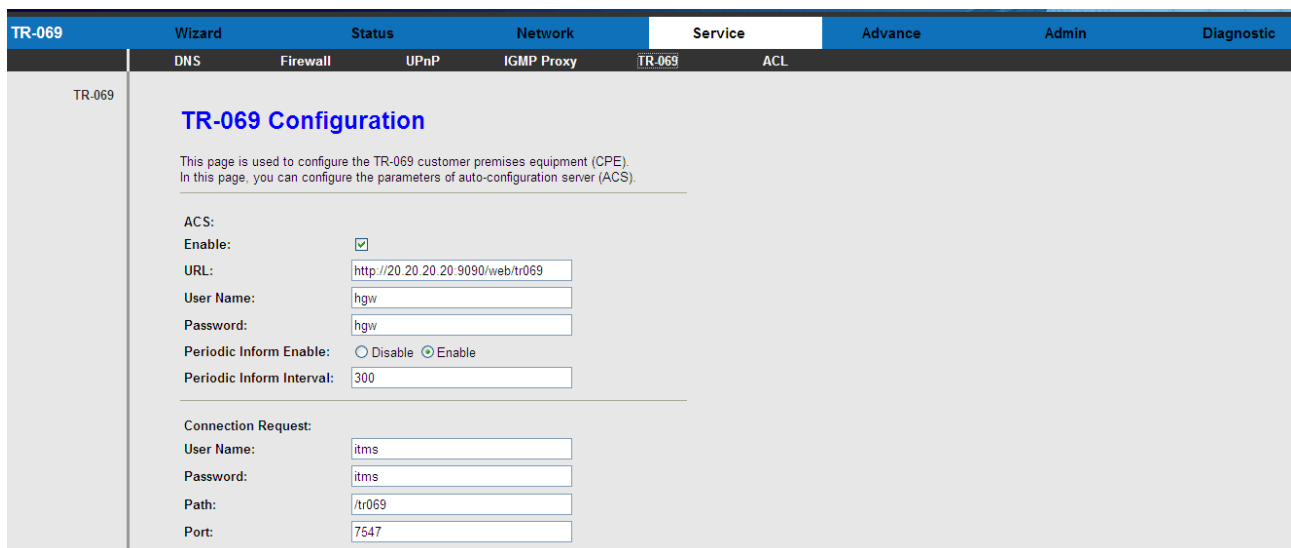 TR-069 Wizard Status Network Service Advance Admin Diagnostic
DNS Firewall UPnP IGMP Proxy TR-069 ACL
TR-069
TR-069 Configuration
This page is used to configure the TR-069 customer premises equipment (CPE).
In this page, you can configure the parameters of auto-configuration server (ACS).
ACS:
Enable:
URL: http://20.20.20.20:9090/web/tr069
User Name: hgw
Password: hgw
Periodic Inform Enable: Disable Enable
Periodic Inform Interval: 300
Connection Request:
User Name: itms
Password: itms
Path: /tr069
Port: 7547